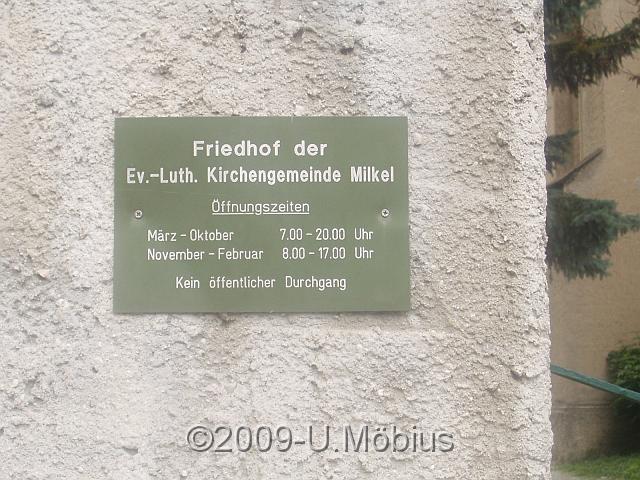 Friedhof der
Ev.-Luth. Kirchengemeinde Milkel
Öffnungszeiten
März - Oktober 7.00 - 20.00 Uhr
November - Februar 8.00 - 17.00 Uhr
Kein öffentlicher Durchgang
©2009-U.Möbius